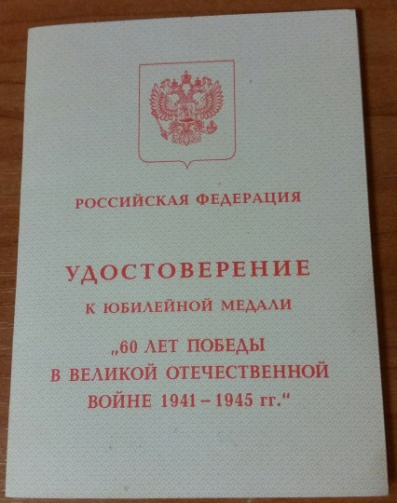 РОССИЙСКАЯ ФЕДЕРАЦИЯ
УДОСТОВЕРЕНИЕ
К ЮБИЛЕЙНОЙ МЕДАЛИ
„60 ЛЕТ ПОБЕДЫ
В ВЕЛИКОЙ ОТЕЧЕСТВЕННОЙ
ВОЙНЕ 1941 – 1945 гг.“